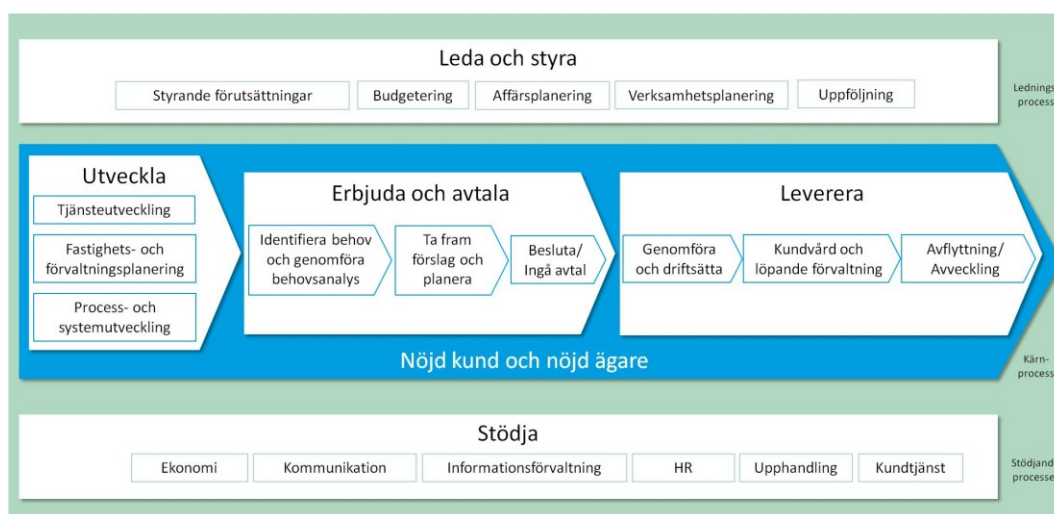 Leda och styra
Styrande förutsättningar
Budgetering
Affärsplanering
Verksamhetsplanering
Uppföljning
Lednings
process
Utveckla
Tjänsteutveckling
Fastighets- och
förvaltningsplanering
Process- och
systemutveckling
Erbjuda och avtala
Identifiera behov
och genomföra
behovsanalys
Ta fram
förslag och
planera
Besluta/
Ingå avtal
Leverera
Genomföra
och driftsätta
Kundvård och
löpande förvaltning
Avflyttning/
Avveckling
Nöjd kund och nöjd ägare
Kärn-
process
Stödja
Ekonomi
Kommunikation
Informationsförvaltning
HR
Upphandling
Kundtjänst
Stödjand
processe